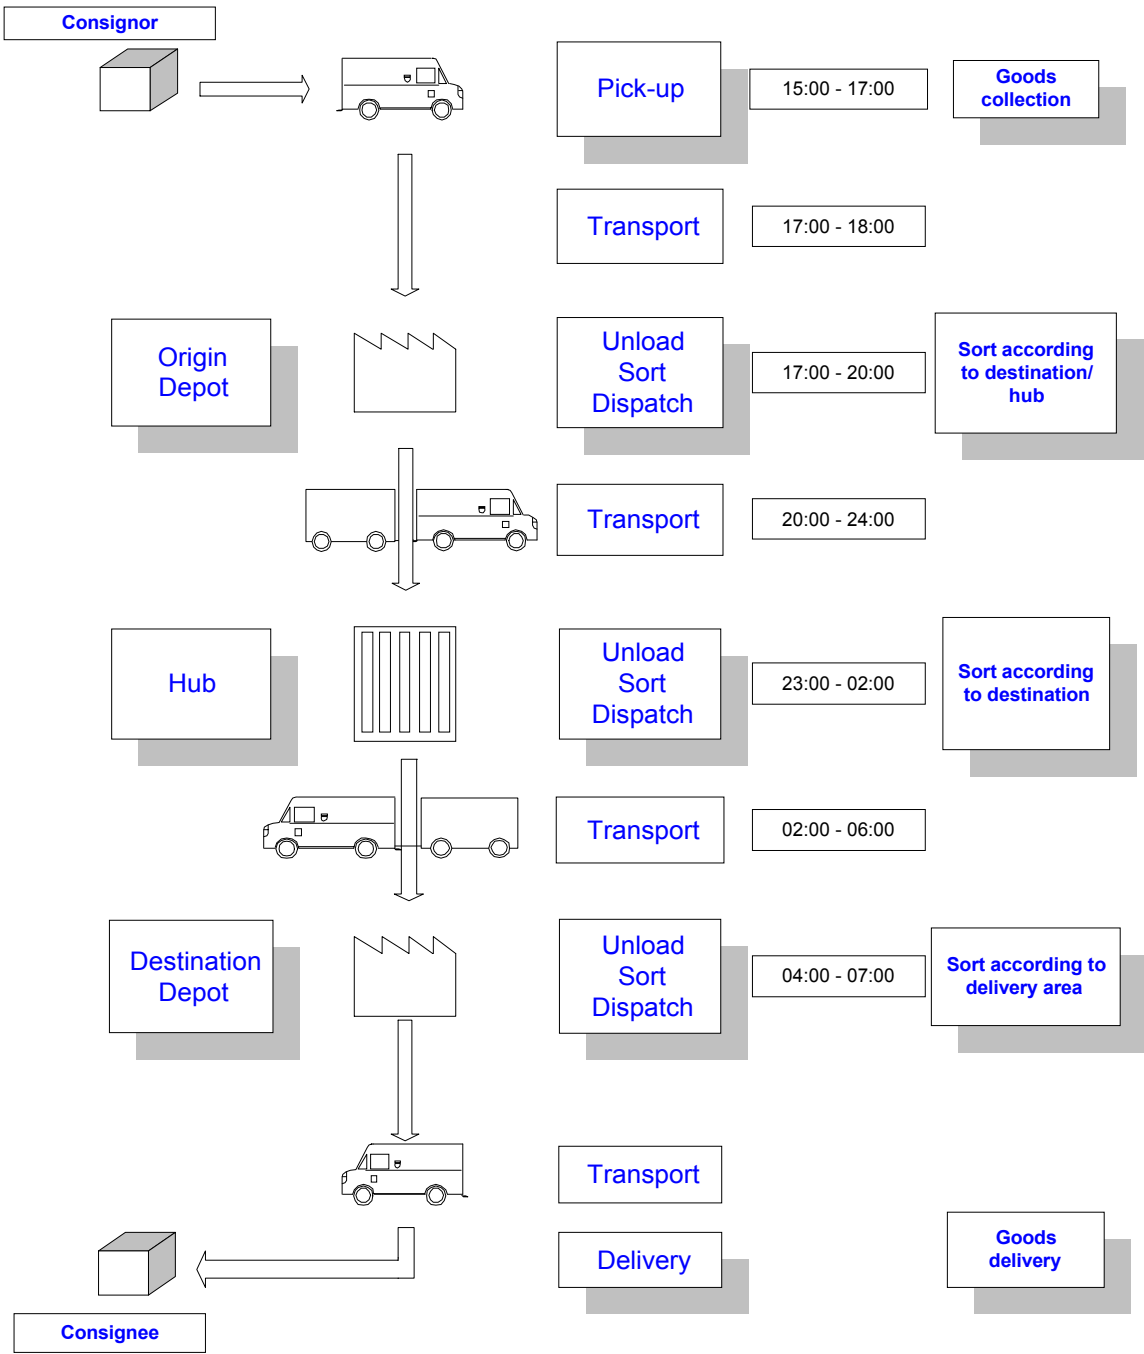 Consignor
Pick-up
15:00 - 17:00
Goods
collection
Transport
17:00 - 18:00
Origin
Depot
Unload
Sort
Dispatch
17:00 - 20:00
Sort according
to destination/
hub
Transport
20:00 - 24:00
Hub
Unload
Sort
Dispatch
23:00 - 02:00
Sort according
to destination
Transport
02:00 - 06:00
Destination
Depot
Unload
Sort
Dispatch
04:00 - 07:00
Sort according to
delivery area
Transport
Delivery
Goods
delivery
Consignee